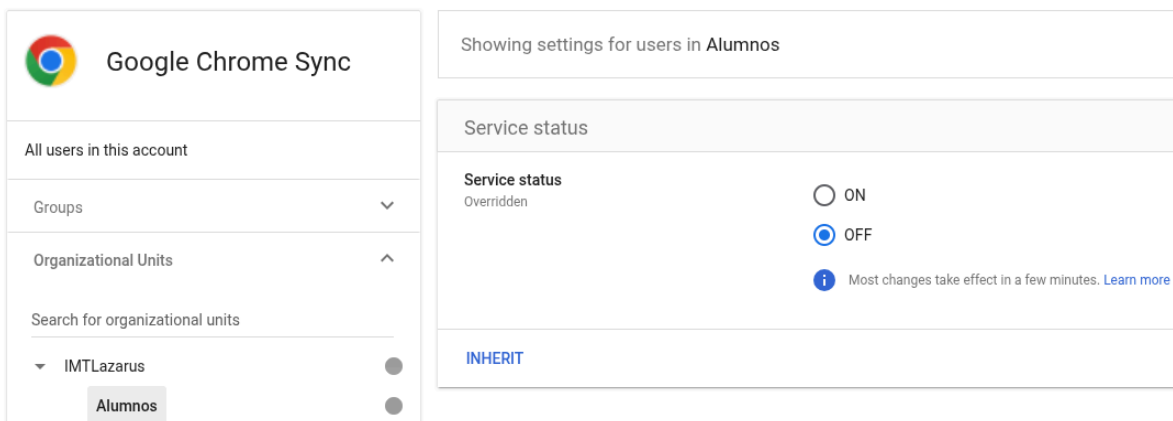 Google Chrome Sync
All users in this account
Groups
Organizational Units
Search for organizational units
IMTLazarus
Alumnos
Showing settings for users in Alumnos
Service status
Service status
Overridden
ON
OFF
Most changes take effect in a few minutes. Learn more
INHERIT